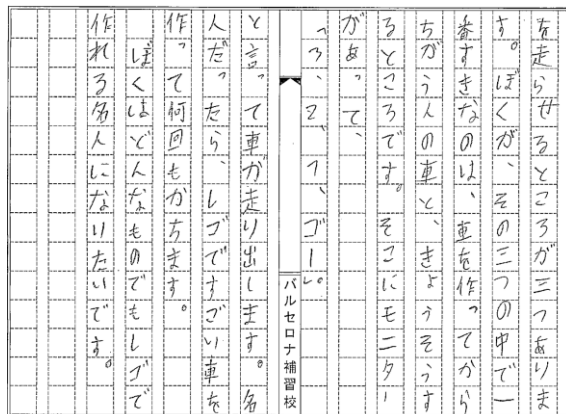 を走らせるところが三つありま
す。ぼくが、その三つの中で一
番すきなのは、車を作ってから
ちがう人の車と、きょうそうす
るところです。そこにモニター
があって、
「3、2、1、ゴー」。
バルセロナ補習校
と言って車が走り出します。名
人だったら、レゴですごい車を
作って何回もかちます。
ぼくはどんなものでもレゴで
作れる名人になりたいです。